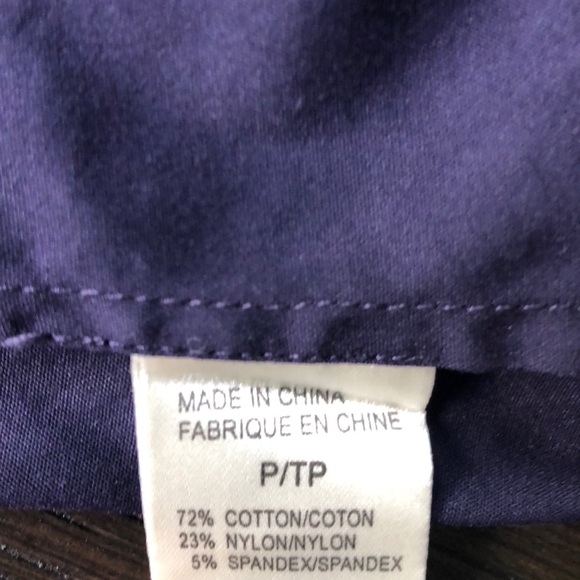 MADE IN CHINA
FABRIQUE EN CHINE
P/TP
72% COTTON/COTON
23% NYLON/NYLON
5% SPANDEX/SPANDEX